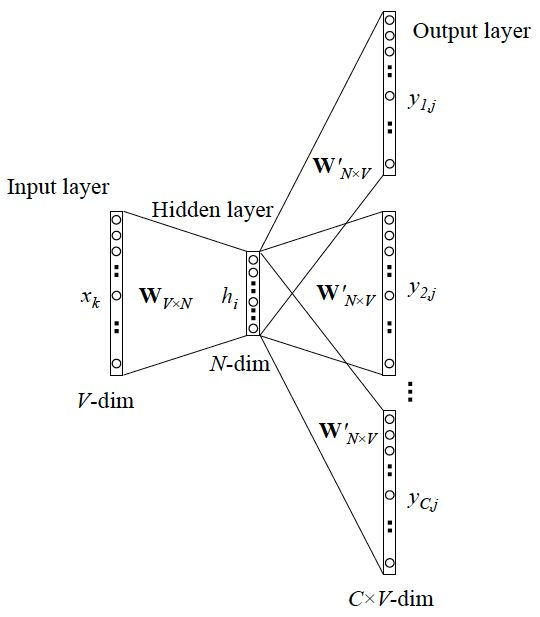 Output layer
y1,j
W'N×V
Input layer
Hidden layer
xk
WV×N
hi
W'N×V
y2,j
N-dim
V-dim
W'N×V
yC,j
C×V-dim